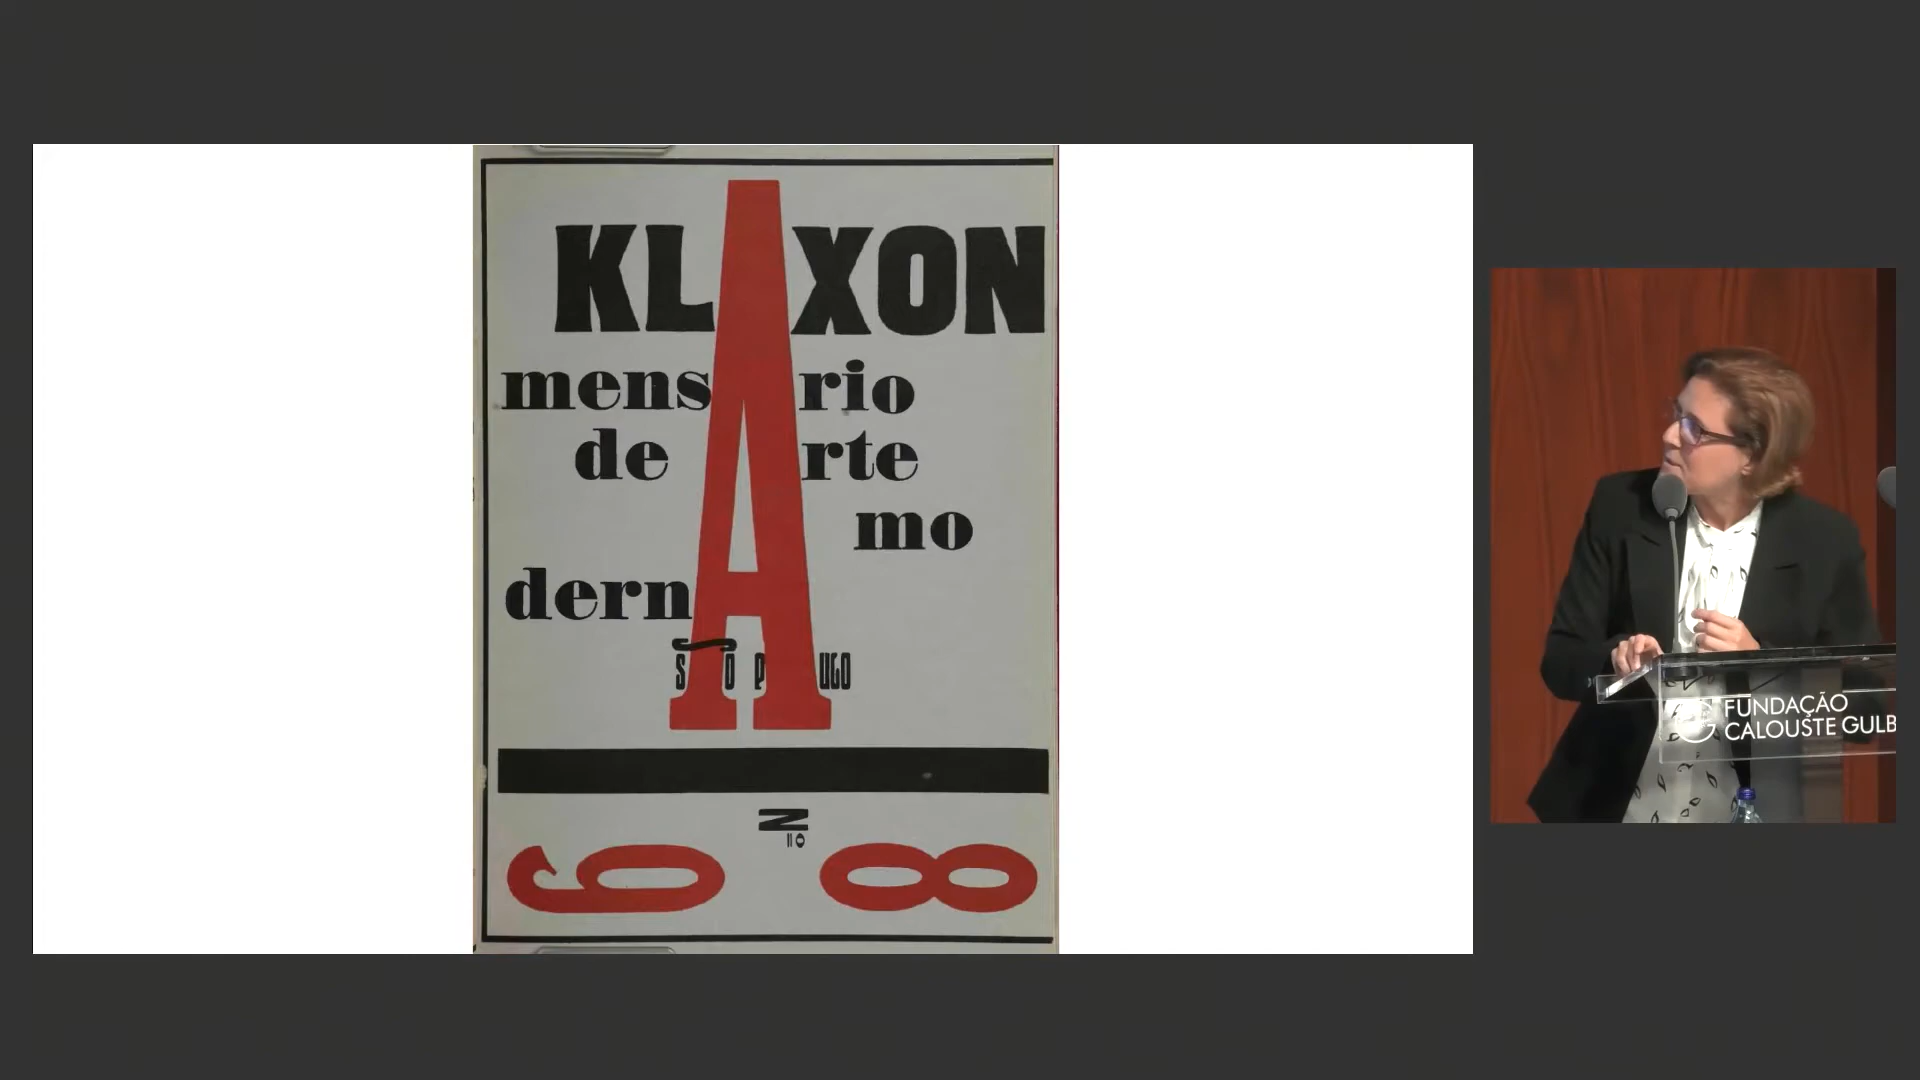 KLAXON
mensArio
de Arte
mo
dernA
SÃO PAULO
Nº
9 8
FUNDAÇÃO
CALOUSTE GULB